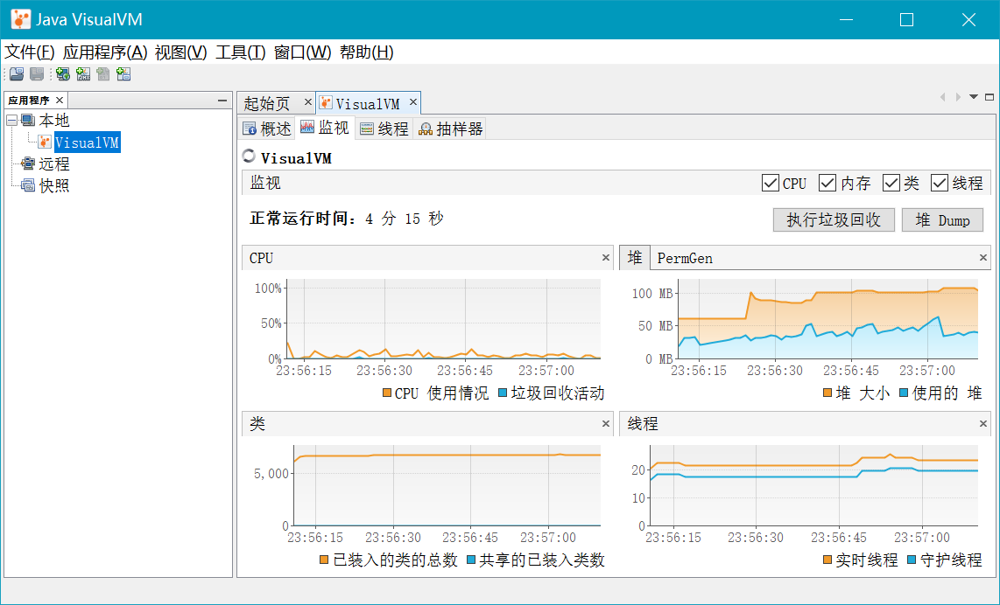 Java VisualVM
文件(F) 应用程序(A) 视图(V) 工具(T) 窗口(W) 帮助(H)
应用程序
本地
VisualVM
远程
快照
起始页 VisualVM
概述 监视 线程 抽样器
VisualVM
监视 CPU 内存 类 线程
正常运行时间: 4 分 15 秒 执行垃圾回收 堆 Dump
CPU
100%
50%
0%
23:56:15 23:56:30 23:56:45 23:57:00
CPU 使用情况 垃圾回收活动
堆 PermGen
100 MB
50 MB
0 MB
23:56:15 23:56:30 23:56:45 23:57:00
堆 大小 使用的 堆
类
5,000
0
23:56:15 23:56:30 23:56:45 23:57:00
已装入的类的总数 共享的已装入类数
线程
20
10
0
23:56:15 23:56:30 23:56:45 23:57:00
实时线程 守护线程